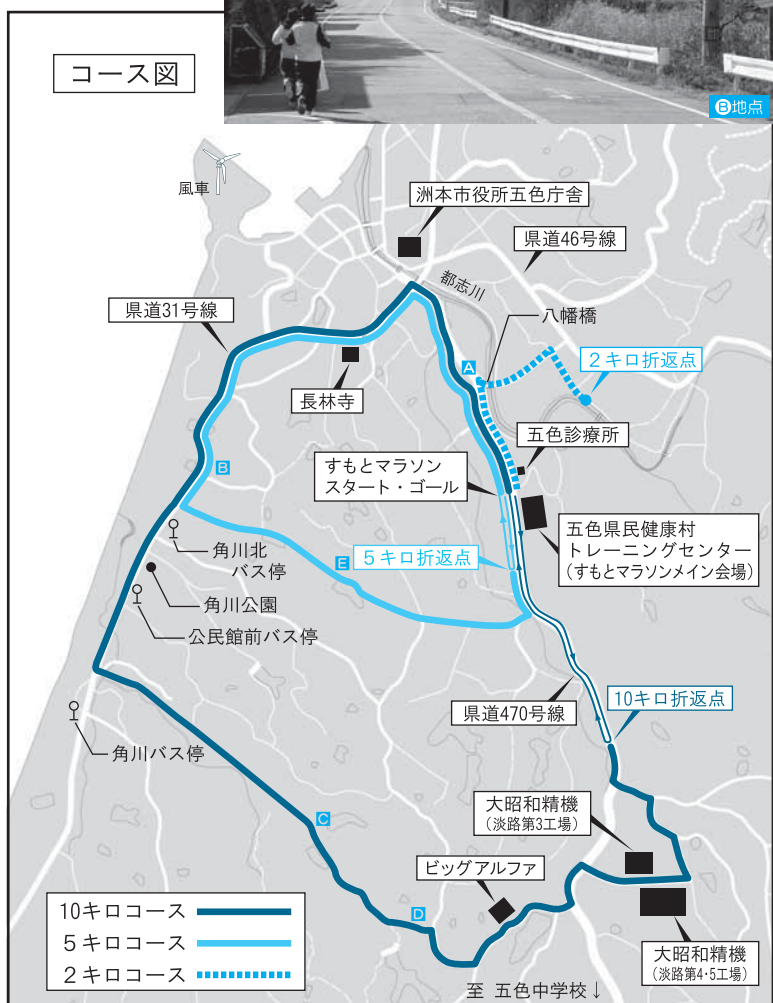 コース図
Ⓑ地点
風車
洲本市役所五色庁舎
県道46号線
都志川
八幡橋
県道31号線
A
2キロ折返点
長林寺
五色診療所
すもとマラソン
スタート・ゴール
B
五色県民健康村
トレーニングセンター
(すもとマラソンメイン会場)
角川北
バス停
5キロ折返点
E
角川公園
公民館前バス停
県道470号線
10キロ折返点
角川バス停
C
大昭和精機
(淡路第3工場)
ビッグアルファ
D
10キロコース
5キロコース
2キロコース
大昭和精機
(淡路第4・5工場)
至 五色中学校↓